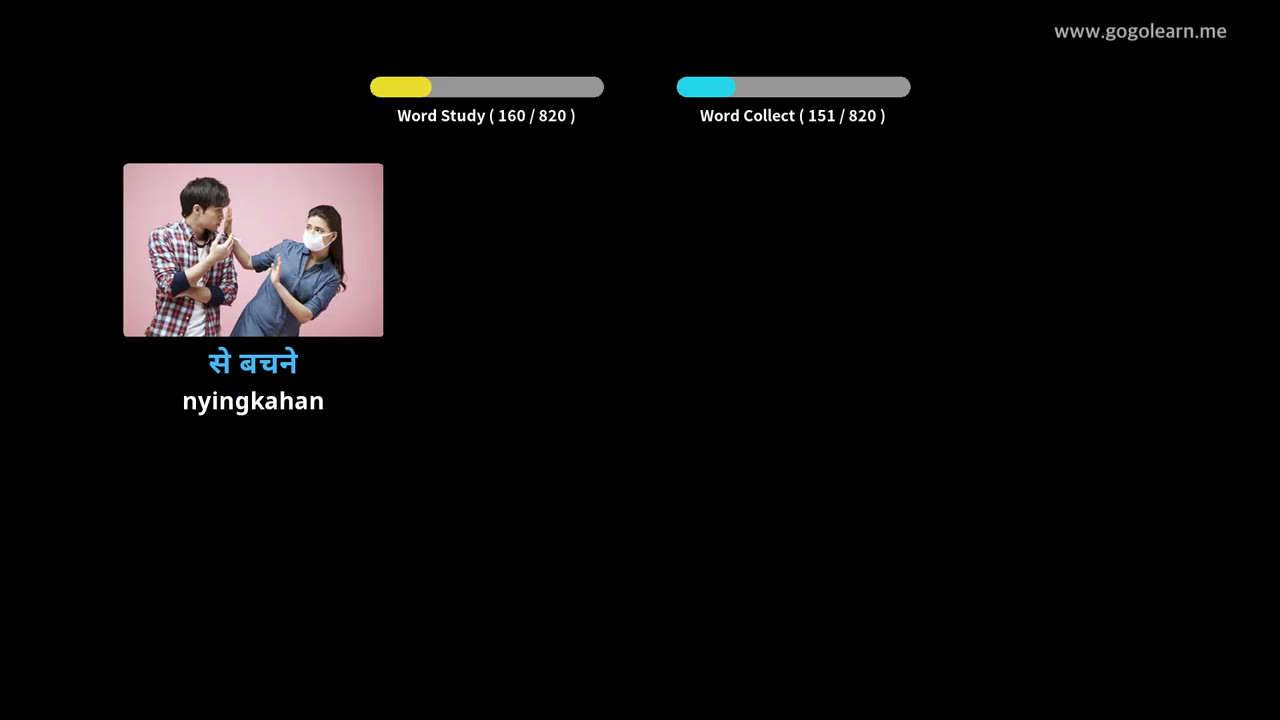 www.gogolearn.me
Word Study ( 160 / 820 )
Word Collect ( 151 / 820 )
से बचने
nyingkahan